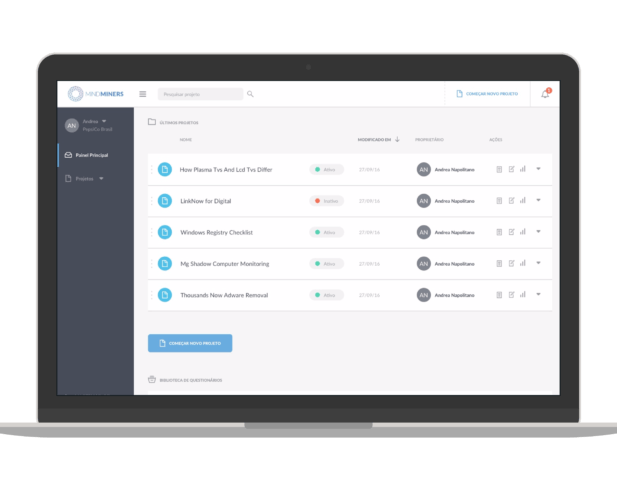 MINDMINERS
Pesquisar projeto
COMEÇAR NOVO PROJETO
AN
Andrea
PepsiCo Brazil
Painel Principal
Projetos
ÚLTIMOS PROJETOS
NOME MODIFICADO EM PROPRIETÁRIO AÇÕES
How Plasma Tvs And Lcd Tvs Differ Ativo 27/09/16 AN Andrea Napolitano
LinkNow for Digital Inativo 27/09/16 AN Andrea Napolitano
Windows Registry Checklist Ativo 27/09/16 AN Andrea Napolitano
Mg Shadow Computer Monitoring Ativo 27/09/16 AN Andrea Napolitano
Thousands Now Adware Removal Ativo 27/09/16 AN Andrea Napolitano
COMEÇAR NOVO PROJETO
BIBLIOTECA DE QUESTIONÁRIOS